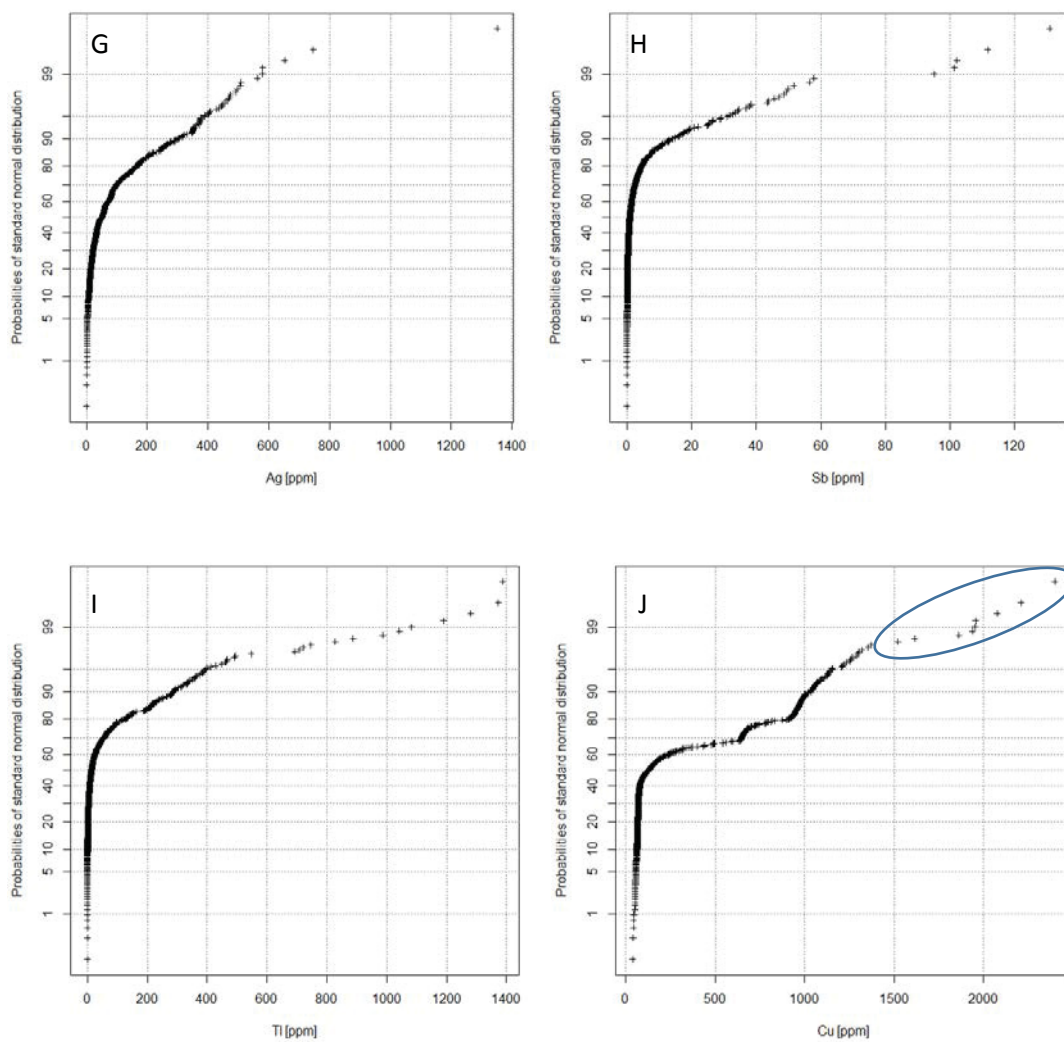 G
Probabilities of standard normal distribution
99
90
80
60
40
20
10
5
1
0 200 400 600 800 1000 1200 1400
Ag [ppm]
H
Probabilities of standard normal distribution
99
90
80
60
40
20
10
5
1
0 20 40 60 80 100 120
Sb [ppm]
I
Probabilities of standard normal distribution
99
90
80
60
40
20
10
5
1
0 200 400 600 800 1000 1200 1400
Tl [ppm]
J
Probabilities of standard normal distribution
99
90
80
60
40
20
10
5
1
0 500 1000 1500 2000
Cu [ppm]